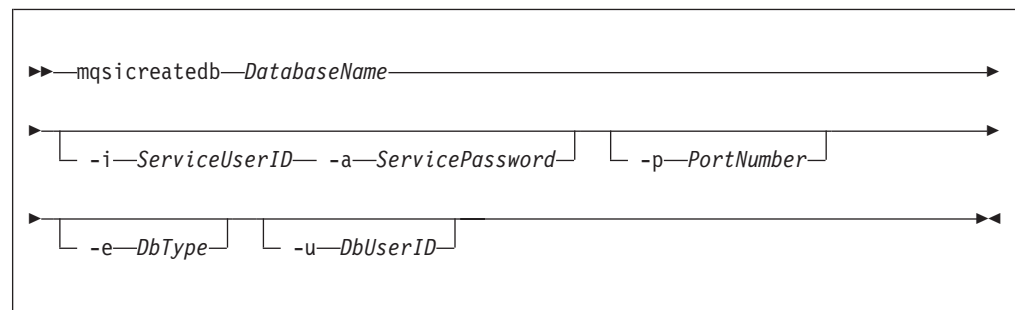 mqsicreatedb DatabaseName
-i ServiceUserID -a ServicePassword -p PortNumber
-e DbType -u DbUserID